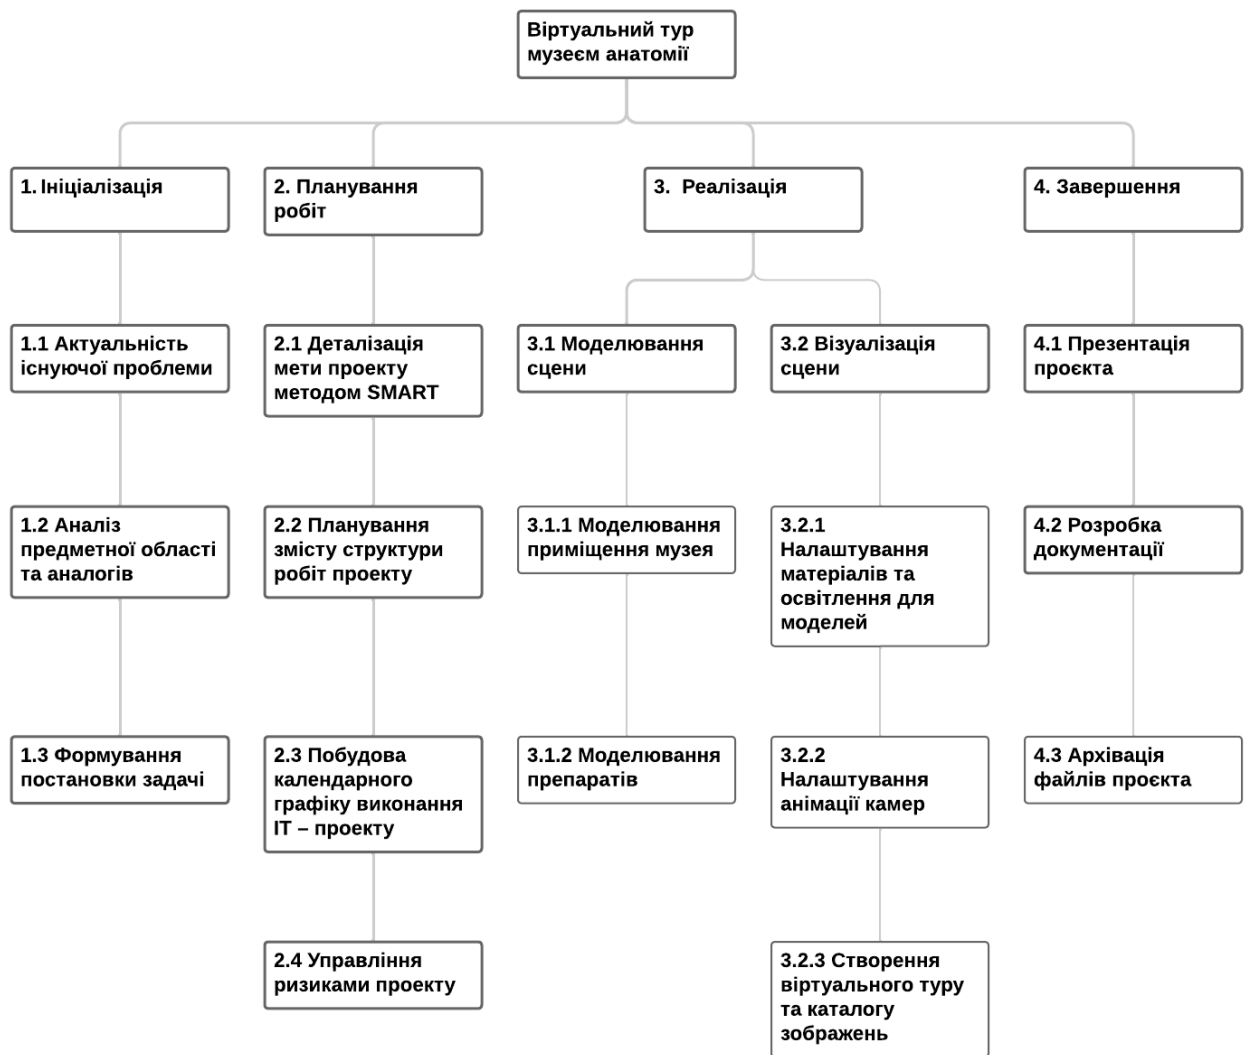 Віртуальний тур
музеєм анатомії
1. Ініціалізація
2. Планування
робіт
3. Реалізація
4. Завершення
1.1 Актуальність
існуючої проблеми
2.1 Деталізація
мети проекту
методом SMART
3.1 Моделювання
сцени
3.2 Візуалізація
сцени
4.1 Презентація
проєкта
1.2 Аналіз
предметної області
та аналогів
2.2 Планування
змісту структури
робіт проекту
3.1.1 Моделювання
приміщення музея
3.2.1
Налаштування
матеріалів та
освітлення для
моделей
4.2 Розробка
документації
1.3 Формування
постановки задачі
2.3 Побудова
календарного
графіку виконання
ІТ – проекту
3.1.2 Моделювання
препаратів
3.2.2
Налаштування
анімації камер
4.3 Архівація
файлів проєкта
2.4 Управління
ризиками проекту
3.2.3 Створення
віртуального туру
та каталогу
зображень